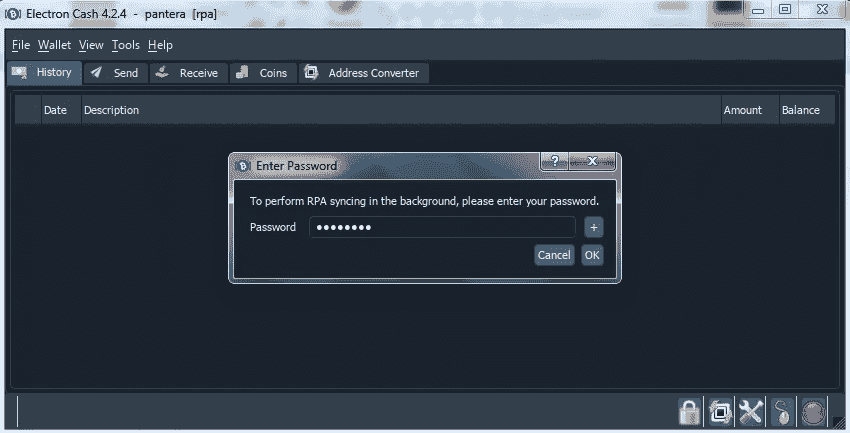 Electron Cash 4.2.4 - pantera [rpa]
File Wallet View Tools Help
History Send Receive Coins Address Converter
Date Description Amount Balance
Enter Password
To perform RPA syncing in the background, please enter your password.
Password ●●●●●●●● +
Cancel OK